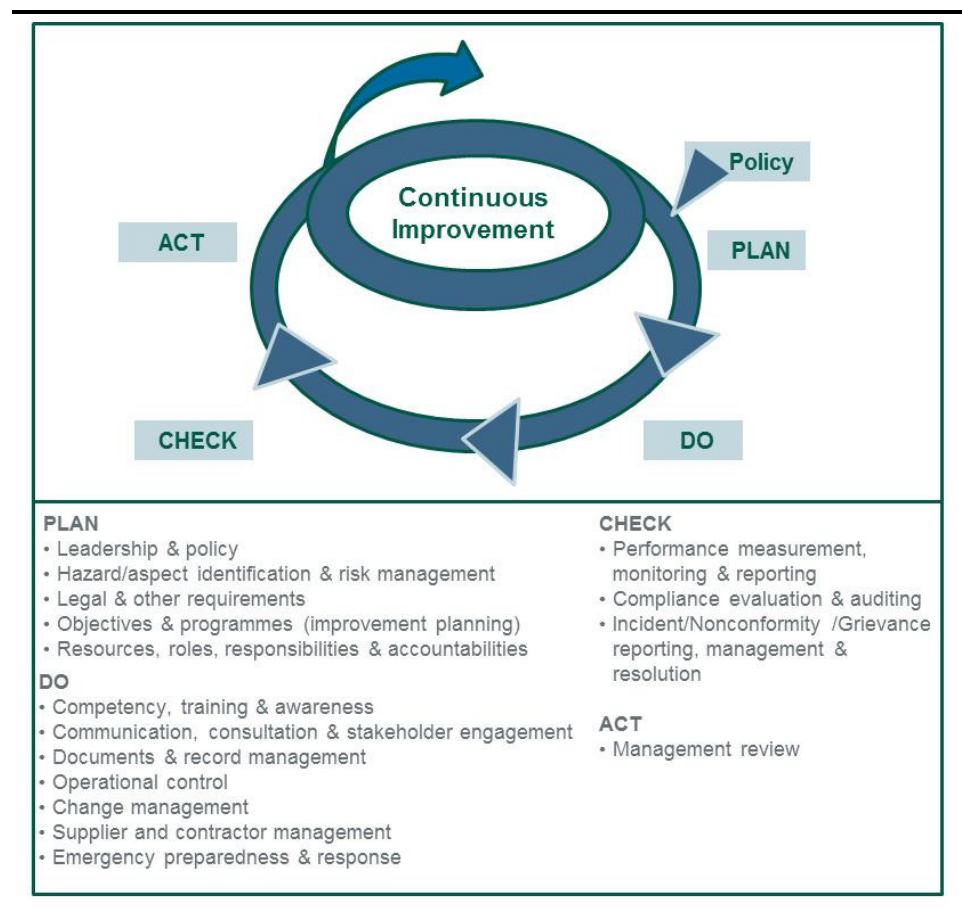 Continuous
Improvement
Policy
ACT
PLAN
CHECK
DO
PLAN
• Leadership & policy
• Hazard/aspect identification & risk management
• Legal & other requirements
• Objectives & programmes (improvement planning)
• Resources, roles, responsibilities & accountabilities
DO
• Competency, training & awareness
• Communication, consultation & stakeholder engagement
• Documents & record management
• Operational control
• Change management
• Supplier and contractor management
• Emergency preparedness & response
CHECK
• Performance measurement,
monitoring & reporting
• Compliance evaluation & auditing
• Incident/Nonconformity /Grievance
reporting, management &
resolution
ACT
• Management review